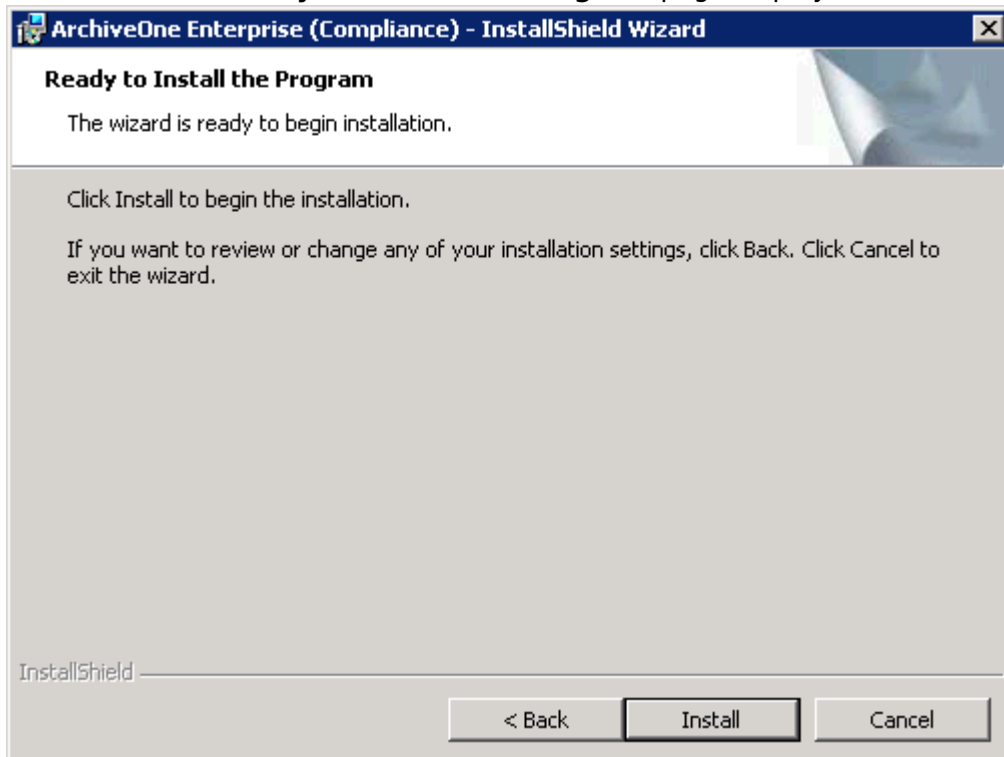 ArchiveOne Enterprise (Compliance) - InstallShield Wizard
Ready to Install the Program
The wizard is ready to begin installation.
Click Install to begin the installation.
If you want to review or change any of your installation settings, click Back. Click Cancel to
exit the wizard.
InstallShield
< Back Install Cancel